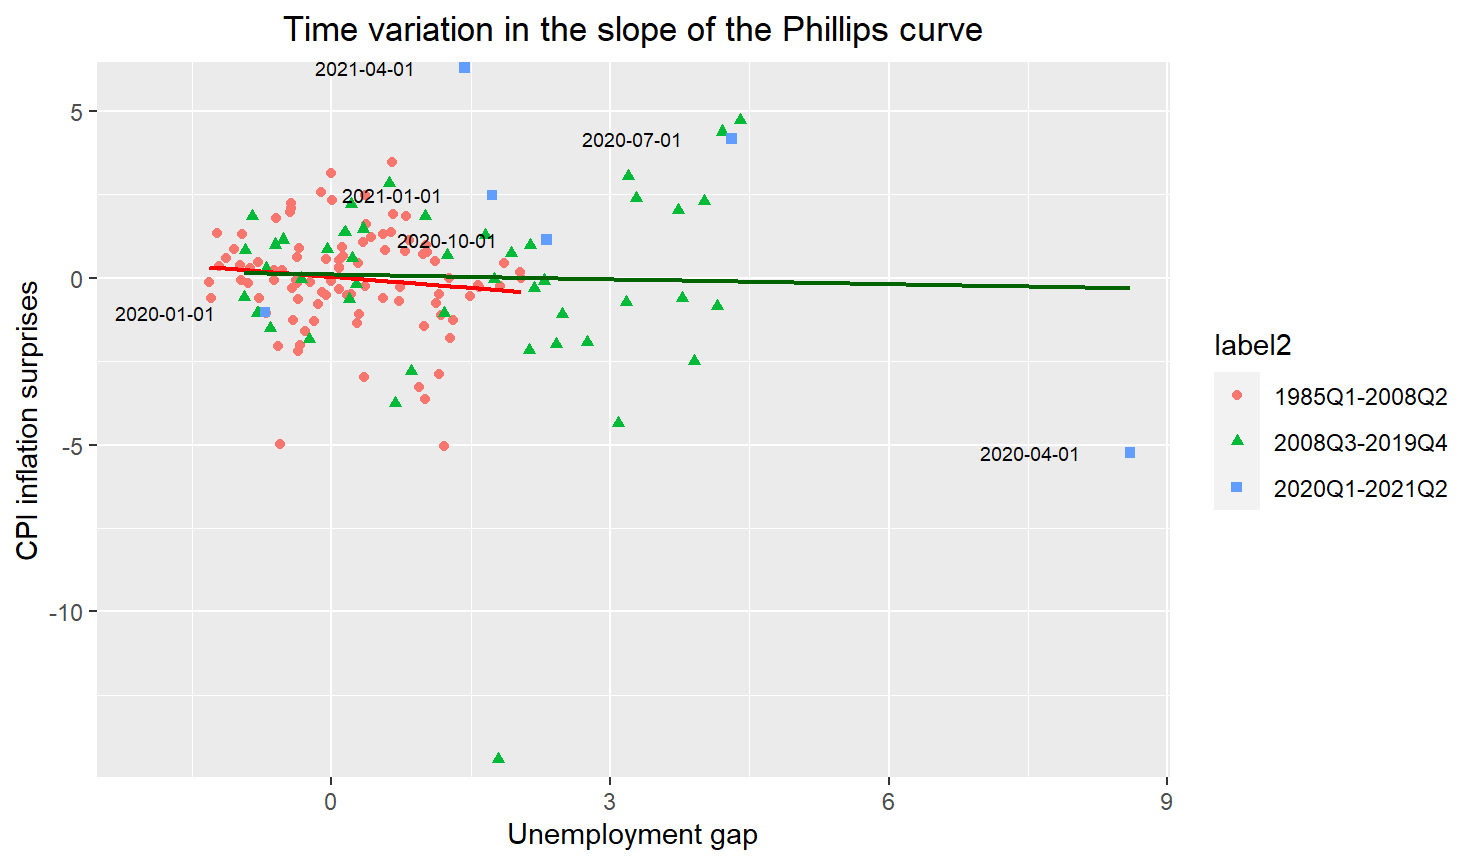 Time variation in the slope of the Phillips curve
2021-04-01
5
2020-07-01
2021-01-01
2020-10-01
0
2020-01-01
CPI inflation surprises
label2
1985Q1-2008Q2
2008Q3-2019Q4
2020Q1-2021Q2
-5
2020-04-01
-10
0
3
6
9
Unemployment gap